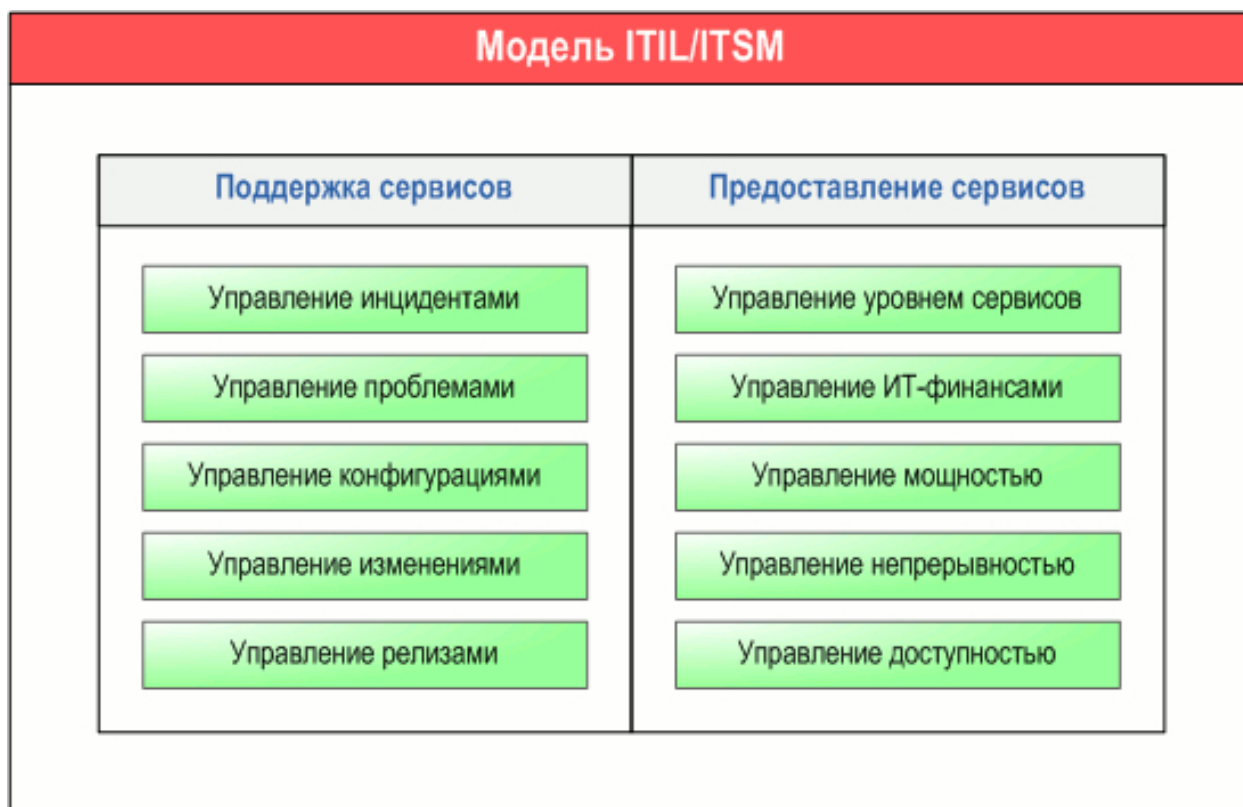 Модель ITIL/ITSM
Поддержка сервисов
Управление инцидентами
Управление проблемами
Управление конфигурациями
Управление изменениями
Управление релизами
Предоставление сервисов
Управление уровнем сервисов
Управление ИТ-финансами
Управление мощностью
Управление непрерывностью
Управление доступностью